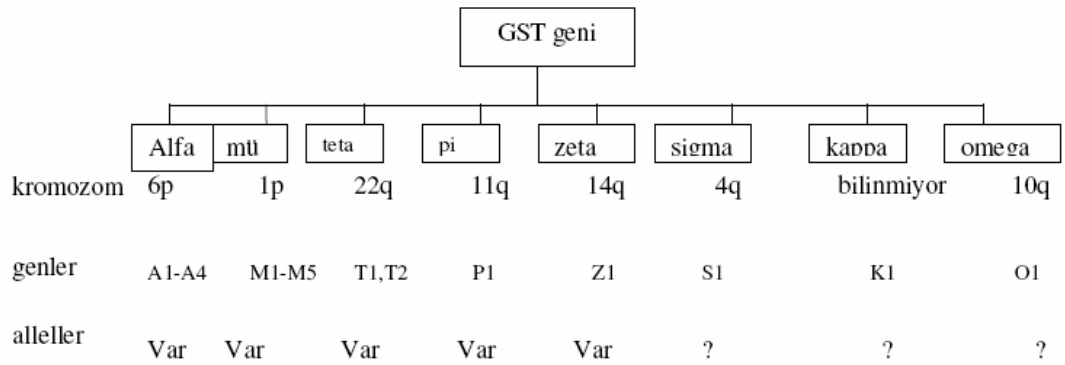 GST geni
Alfa mü teta pi zeta sigma kappa omega
kromozom 6p 1p 22q 11q 14q 4q bilinmiyor 10q
genler A1-A4 M1-M5 T1,T2 P1 Z1 S1 K1 O1
alleller Var Var Var Var Var ? ? ?